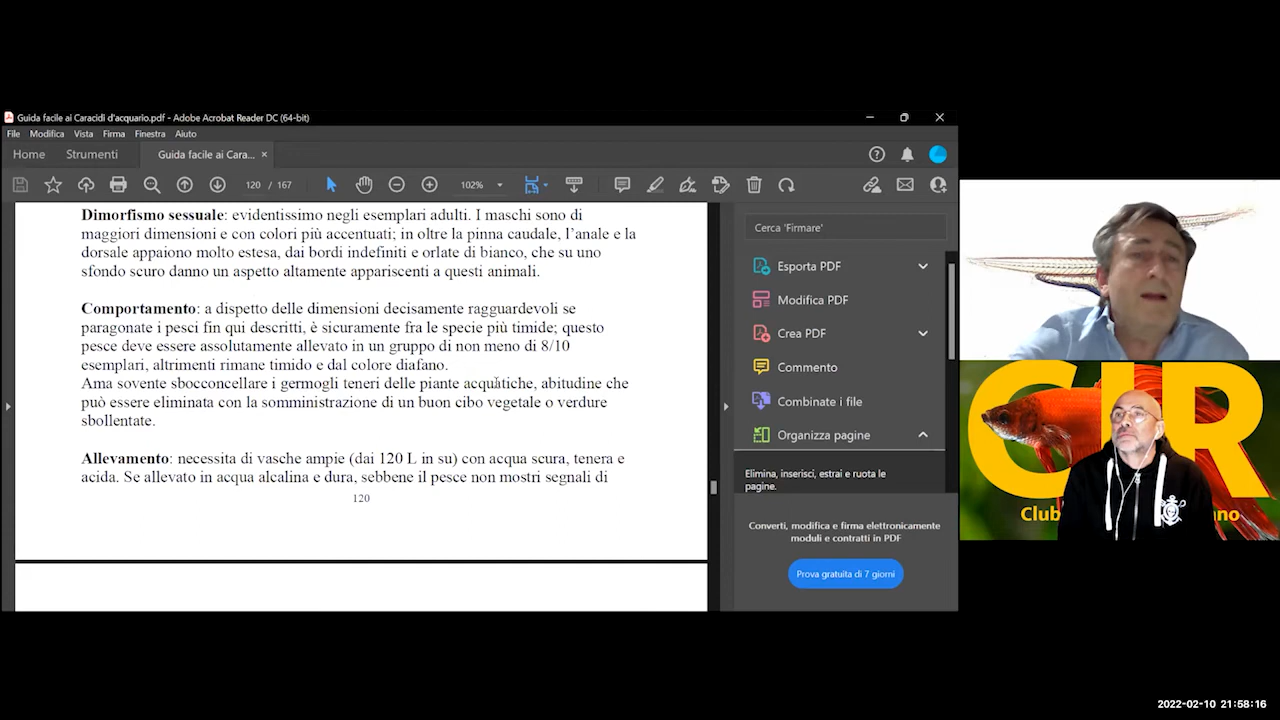 Guida facile ai Caracidi d'acquario.pdf - Adobe Acrobat Reader DC (64-bit)
File Modifica Vista Firma Finestra Aiuto
Home Strumenti Guida facile ai Cara... ×
120 / 167 102%
Dimorfismo sessuale: evidentissimo negli esemplari adulti. I maschi sono di
maggiori dimensioni e con colori più accentuati; in oltre la pinna caudale, l'anale e la
dorsale appaiono molto estesa, dai bordi indefiniti e orlate di bianco, che su uno
sfondo scuro danno un aspetto altamente appariscenti a questi animali.
Comportamento: a dispetto delle dimensioni decisamente ragguardevoli se
paragonate i pesci fin qui descritti, è sicuramente fra le specie più timide; questo
pesce deve essere assolutamente allevato in un gruppo di non meno di 8/10
esemplari, altrimenti rimane timido e dal colore diafano.
Ama sovente sbocconcellare i germogli teneri delle piante acquatiche, abitudine che
può essere eliminata con la somministrazione di un buon cibo vegetale o verdure
sbollentate.
Allevamento: necessita di vasche ampie (dai 120 L in su) con acqua scura, tenera e
acida. Se allevato in acqua alcalina e dura, sebbene il pesce non mostri segnali di
120
Cerca 'Firmare'
Esporta PDF
Modifica PDF
Crea PDF
Commento
Combinate i file
Organizza pagine
Elimina, inserisci, estrai e ruota le
pagine.
Converti, modifica e firma elettronicamente
moduli e contratti in PDF
Prova gratuita di 7 giorni
Club
ano
2022-02-10 21:58:16